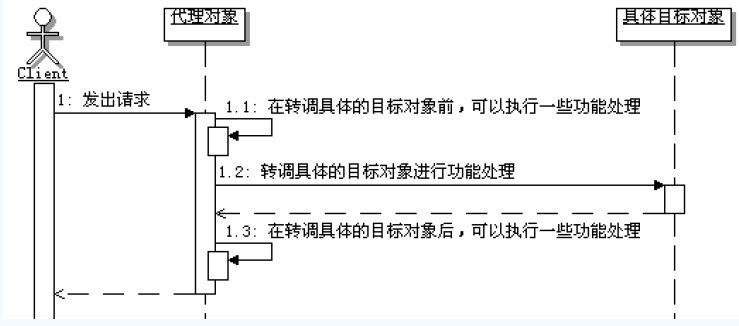 代理对象
具体目标对象
Client
1: 发出请求
1.1: 在转调具体的目标对象前，可以执行一些功能处理
1.2: 转调具体的目标对象进行功能处理
1.3: 在转调具体的目标对象后，可以执行一些功能处理